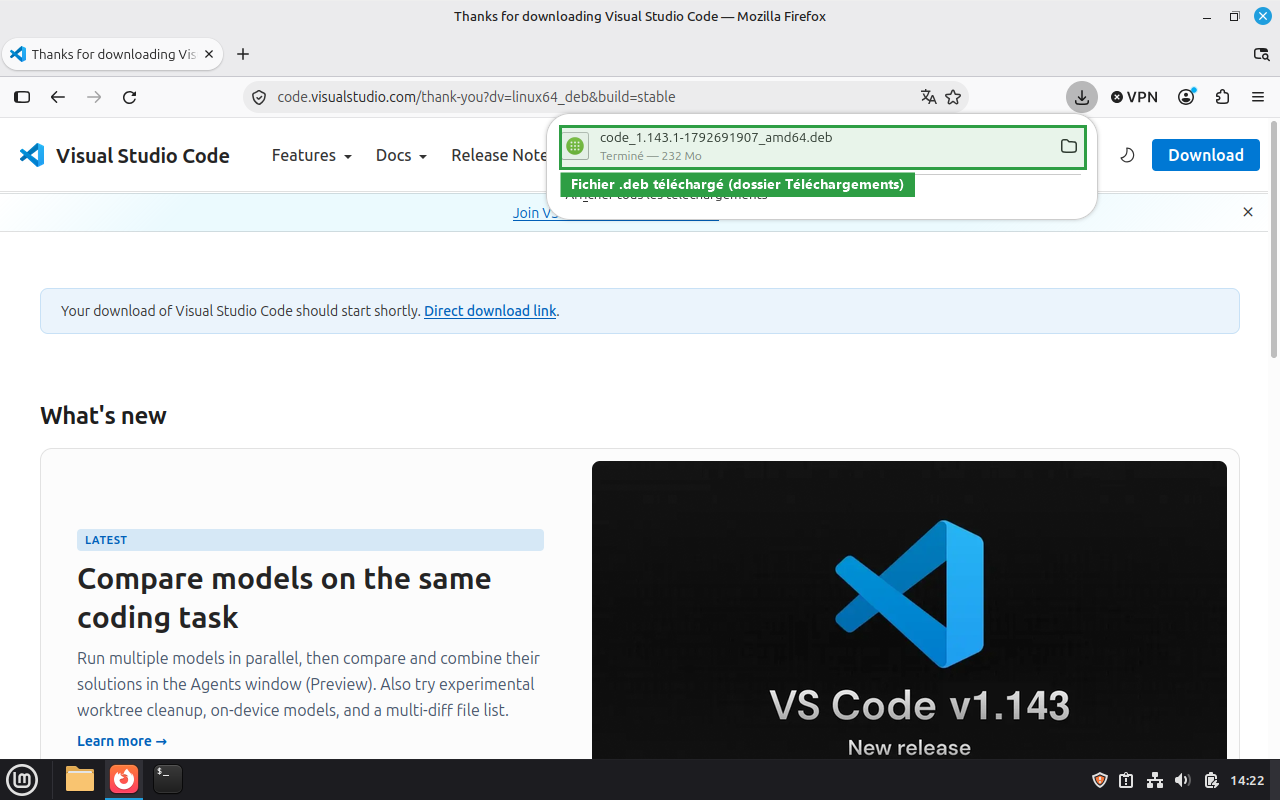 Thanks for downloading Visual Studio Code — Mozilla Firefox
Thanks for downloading Vis
code.visualstudio.com/thank-you?dv=linux64_deb&build=stable
VPN
Visual Studio Code
Features
Docs
Release Note
Download
code_1.143.1-1792691907_amd64.deb
Terminé — 232 Mo
Fichier .deb téléchargé (dossier Téléchargements)
Afficher tous les téléchargements
Join VS
Your download of Visual Studio Code should start shortly. Direct download link.
What's new
LATEST
Compare models on the same
coding task
Run multiple models in parallel, then compare and combine their
solutions in the Agents window (Preview). Also try experimental
worktree cleanup, on-device models, and a multi-diff file list.
Learn more →
VS Code v1.143
New release
14:22